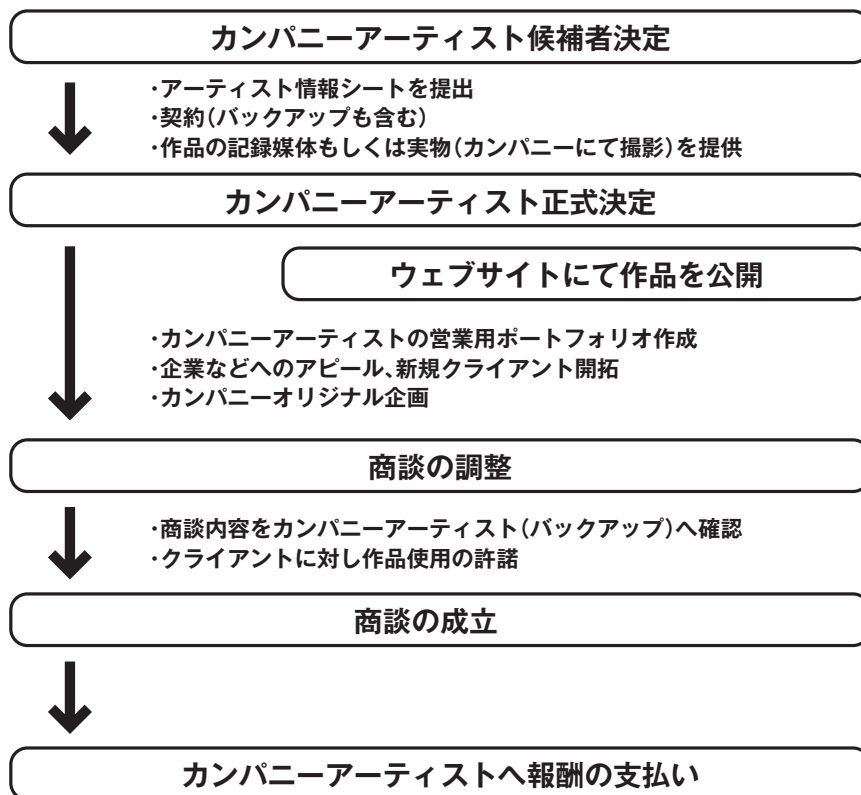 カンパニーアーティスト候補者決定
・アーティスト情報シートを提出
・契約(バックアップも含む)
・作品の記録媒体もしくは実物(カンパニーにて撮影)を提供
カンパニーアーティスト正式決定
ウェブサイトにて作品を公開
・カンパニーアーティストの営業用ポートフォリオ作成
・企業などへのアピール、新規クライアント開拓
・カンパニーオリジナル企画
商談の調整
・商談内容をカンパニーアーティスト(バックアップ)へ確認
・クライアントに対し作品使用の許諾
商談の成立
カンパニーアーティストへ報酬の支払い